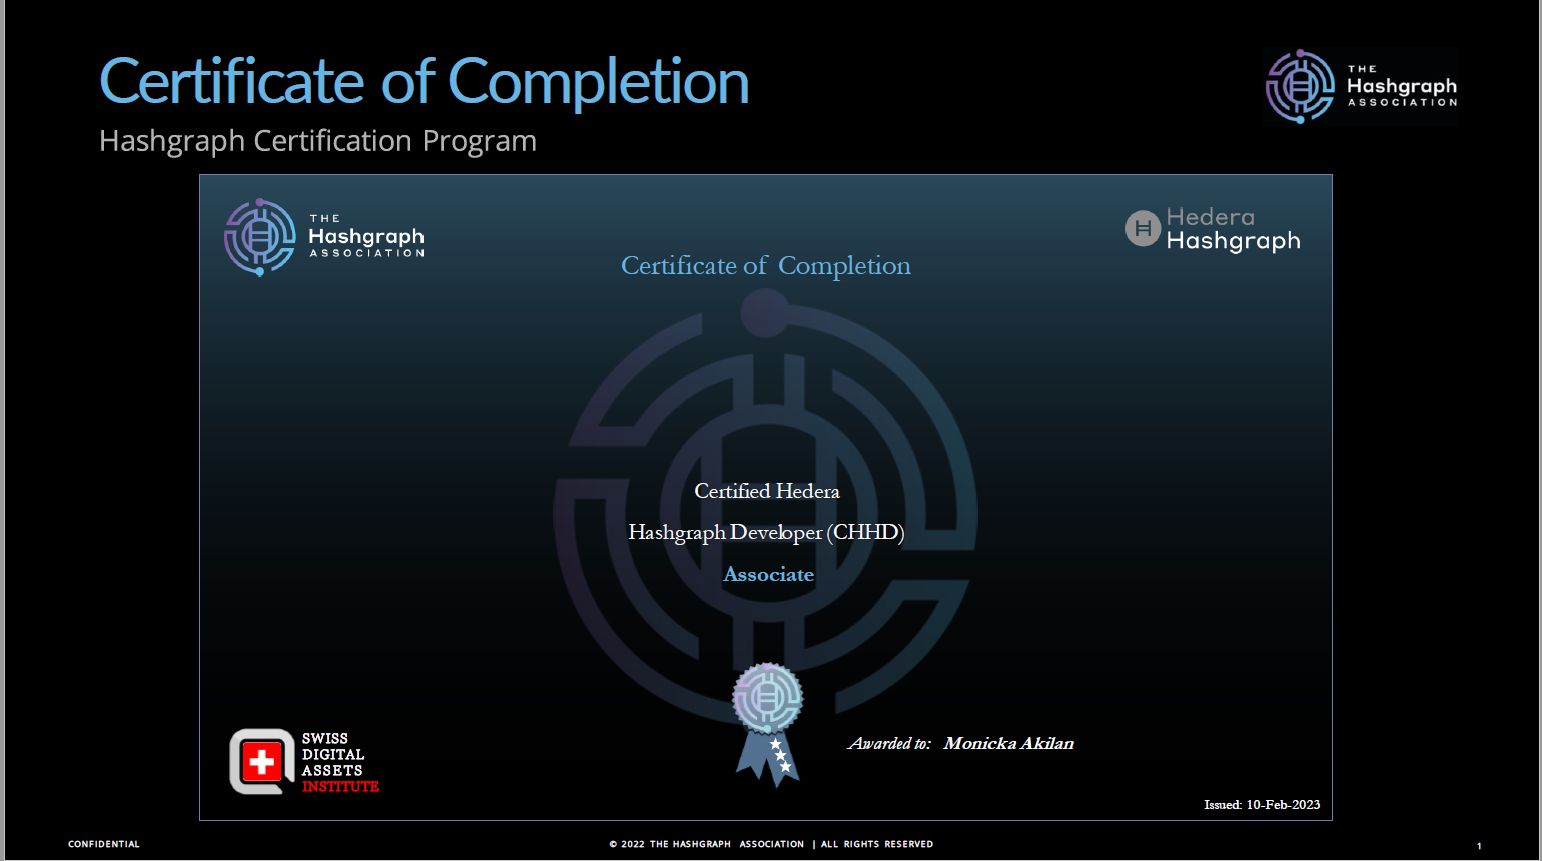 Certificate of Completion
Hashgraph Certification Program
THE
Hashgraph
ASSOCIATION
THE
Hashgraph
ASSOCIATION
Hedera
Hashgraph
Certificate of Completion
Certified Hedera
Hashgraph Developer (CHHD)
Associate
SWISS
DIGITAL
ASSETS
INSTITUTE
Awarded to: Monicka Akilan
Issued: 10-Feb-2023
CONFIDENTIAL
© 2022 THE HASHGRAPH ASSOCIATION | ALL RIGHTS RESERVED
1